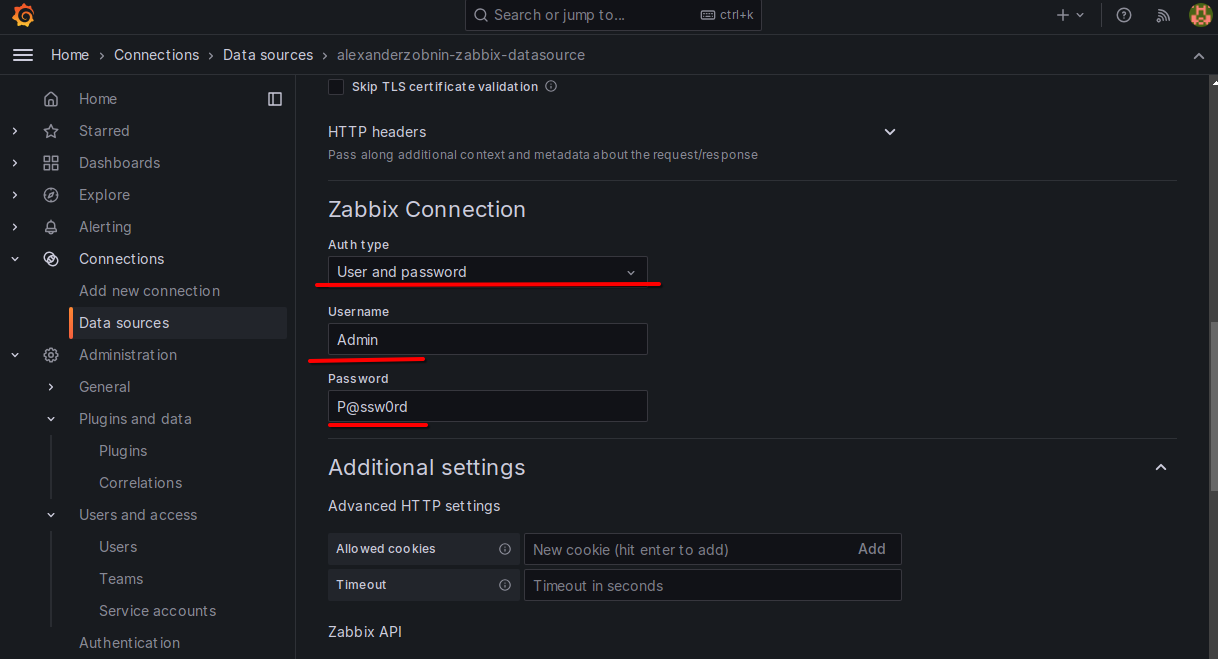 Search or jump to... ctrl+k
Home › Connections › Data sources › alexanderzobnin-zabbix-datasource
Home
Starred
Dashboards
Explore
Alerting
Connections
Add new connection
Data sources
Administration
General
Plugins and data
Plugins
Correlations
Users and access
Users
Teams
Service accounts
Authentication
Skip TLS certificate validation
HTTP headers
Pass along additional context and metadata about the request/response
Zabbix Connection
Auth type
User and password
Username
Admin
Password
P@ssw0rd
Additional settings
Advanced HTTP settings
Allowed cookies New cookie (hit enter to add) Add
Timeout Timeout in seconds
Zabbix API